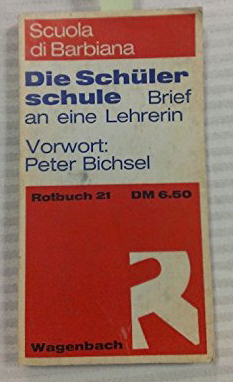 Scuola
di Barbiana
Die Schüler
schule Brief
an eine Lehrerin
Vorwort:
Peter Bichsel
Rotbuch 21 DM 6.50
R
Wagenbach